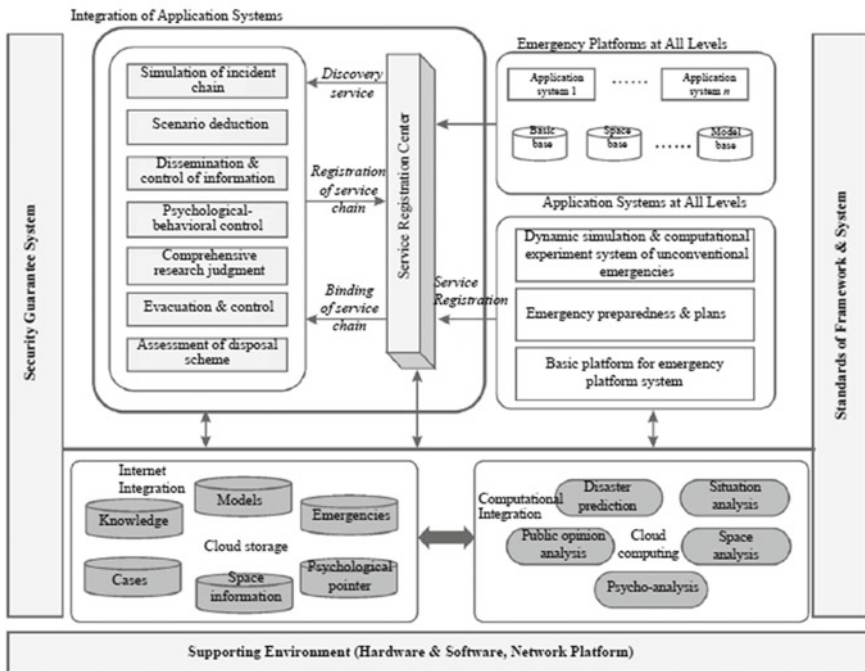 Integration of Application Systems
Security Guarantee System
Simulation of incident
chain
Scenario deduction
Dissemination &
control of information
Psychological-
behavioral control
Comprehensive
research judgment
Evacuation & control
Assessment of disposal
scheme
Discovery
service
Registration
of service
chain
Binding
of service
chain
Service Registration Center
Service
Registration
Emergency Platforms at All Levels
Application
system 1
......
Application
system n
Basic
base
Space
base
......
Model
base
Application Systems at All Levels
Dynamic simulation & computational
experiment system of unconventional
emergencies
Emergency preparedness & plans
Basic platform for emergency
platform system
Standards of Framework & System
Internet
Integration
Models
Knowledge
Emergencies
Cloud storage
Cases
Space
information
Psychological
pointer
Computational
Integration
Disaster
prediction
Situation
analysis
Public opinion
analysis
Cloud
computing
Space
analysis
Psycho-analysis
Supporting Environment (Hardware & Software, Network Platform)